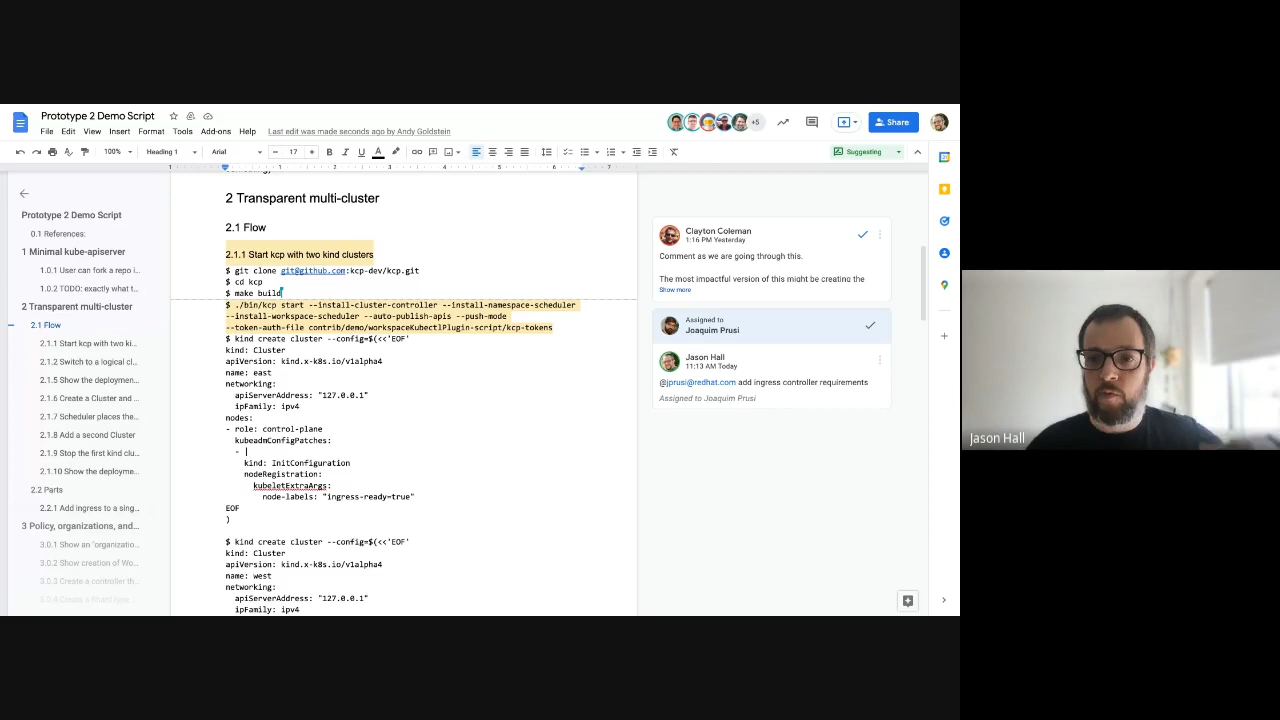 Prototype 2 Demo Script
+5
Share
File Edit View Insert Format Tools Add-ons Help Last edit was made seconds ago by Andy Goldstein
100% Heading 1 Arial 17 Suggesting
1 1 2 3 4 5 6 7
Prototype 2 Demo Script
0.1 References:
1 Minimal kube-apiserver
1.0.1 User can fork a repo i...
1.0.2 TODO: exactly what t...
2 Transparent multi-cluster
2.1 Flow
2.1.1 Start kcp with two ki...
2.1.2 Switch to a logical cl...
2.1.5 Show the deploymen...
2.1.6 Create a Cluster and ...
2.1.7 Scheduler places the...
2.1.8 Add a second Cluster
2.1.9 Stop the first kind clu...
2.1.10 Show the deployme...
2.2 Parts
2.2.1 Add ingress to a sing...
3 Policy, organizations, and...
3.0.1 Show an "organizatio...
3.0.2 Show creation of Wo...
3.0.3 Create a controller th...
2 Transparent multi-cluster
2.1 Flow
2.1.1 Start kcp with two kind clusters
$ git clone git@github.com:kcp-dev/kcp.git
$ cd kcp
$ make build
$ ./bin/kcp start --install-cluster-controller --install-namespace-scheduler
--install-workspace-scheduler --auto-publish-apis --push-mode
--token-auth-file contrib/demo/workspaceKubectlPlugin-script/kcp-tokens
$ kind create cluster --config=$(<<'EOF'
kind: Cluster
apiVersion: kind.x-k8s.io/v1alpha4
name: east
networking:
apiServerAddress: "127.0.0.1"
ipFamily: ipv4
nodes:
- role: control-plane
kubeadmConfigPatches:
- |
kind: InitConfiguration
nodeRegistration:
kubeletExtraArgs:
node-labels: "ingress-ready=true"
EOF
)
$ kind create cluster --config=$(<<'EOF'
kind: Cluster
apiVersion: kind.x-k8s.io/v1alpha4
name: west
networking:
apiServerAddress: "127.0.0.1"
ipFamily: ipv4
Clayton Coleman
1:16 PM Yesterday
Comment as we are going through this.
The most impactful version of this might be creating the
Show more
Assigned to
Joaquim Prusi
Jason Hall
11:13 AM Today
@jprusi@redhat.com add ingress controller requirements
Assigned to Joaquim Prusi
Jason Hall